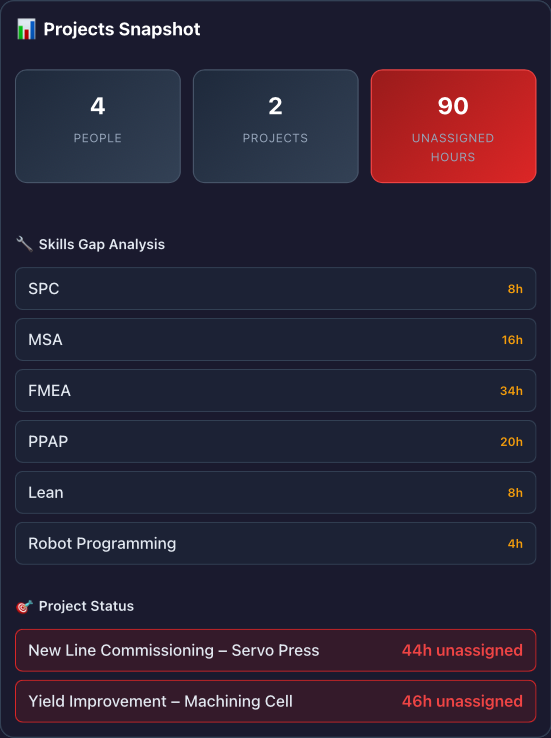 Projects Snapshot
4
PEOPLE
2
PROJECTS
90
UNASSIGNED
HOURS
Skills Gap Analysis
SPC 8h
MSA 16h
FMEA 34h
PPAP 20h
Lean 8h
Robot Programming 4h
Project Status
New Line Commissioning – Servo Press 44h unassigned
Yield Improvement – Machining Cell 46h unassigned